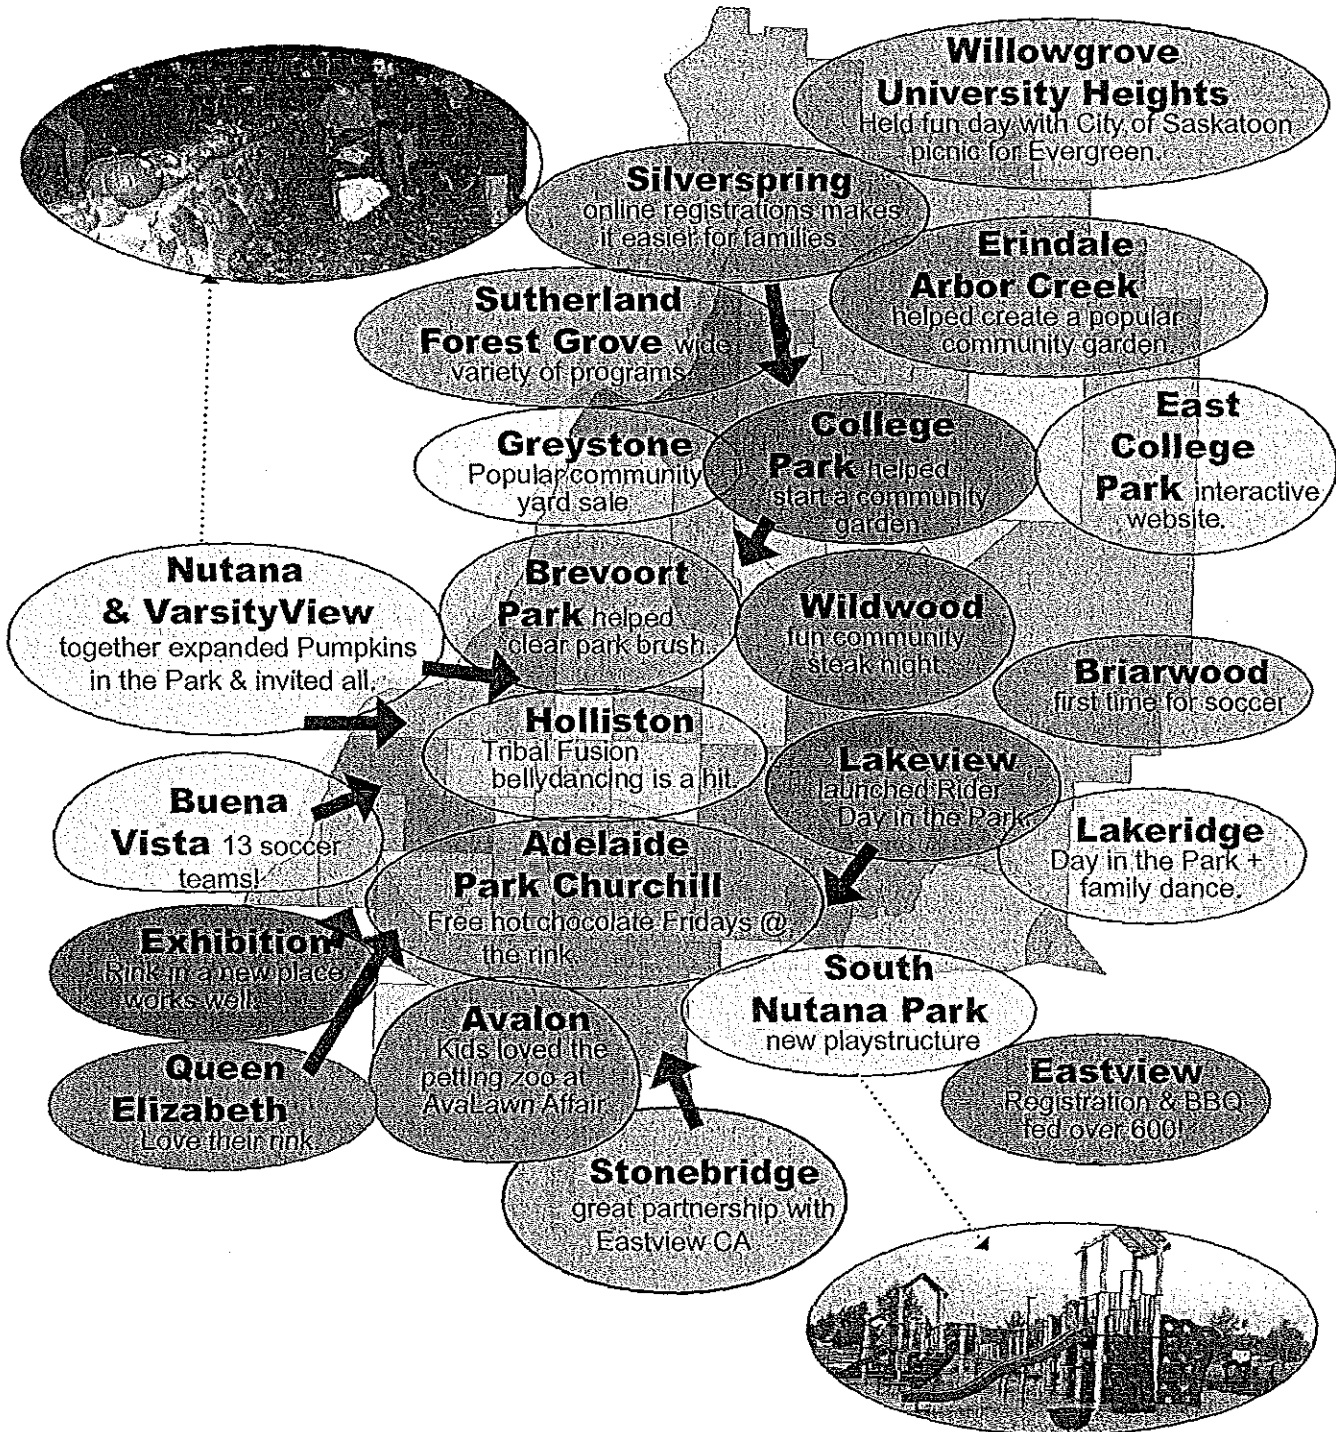 Willowgrove
University Heights
Held fun day with City of Saskatoon
picnic for Evergreen.
Silverspring
online registrations makes
it easier for families
Erindale
Arbor Creek
helped create a popular
community garden
Sutherland
Forest Grove wide
variety of programs
East
College
Park interactive
website.
College
Park helped
start a community
garden.
Greystone
Popular community
yard sale
Nutana
& VarsityView
together expanded Pumpkins
in the Park & invited all.
Brevoort
Park helped
clear park brush.
Wildwood
fun community
steak night.
Briarwood
first time for soccer
Holliston
Tribal Fusion
bellydancing is a hit.
Lakeview
launched Rider
Day in the Park.
Buena
Vista 13 soccer
teams!
Lakeridge
Day in the Park +
family dance.
Adelaide
Park Churchill
Free hot chocolate Fridays @
the rink.
Exhibition
Rink in a new place
works well.
South
Nutana Park
new playstructure
Avalon
Kids loved the
petting zoo at
AvaLawn Affair
Queen
Elizabeth
Love their rink
Eastview
Registration & BBQ
fed over 600!
Stonebridge
great partnership with
Eastview CA